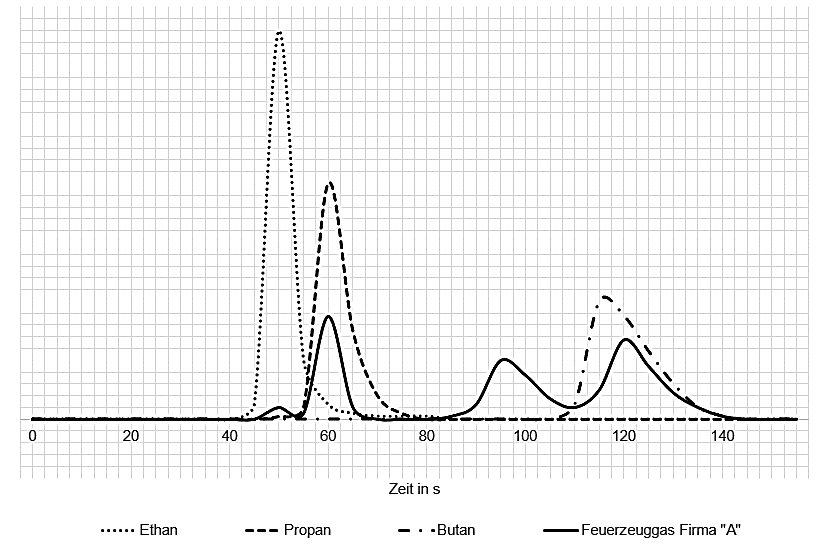 0 20 40 60 80 100 120 140
Zeit in s
Ethan Propan Butan Feuerzeuggas Firma "A"